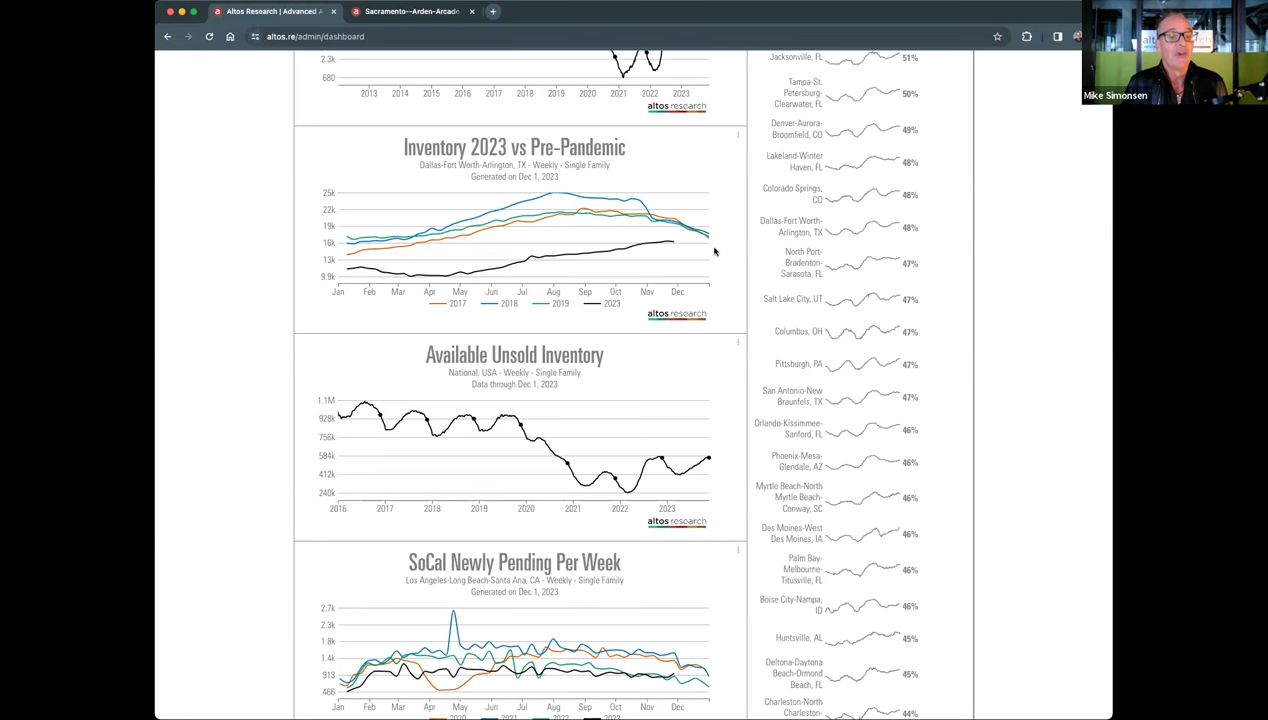 Altos Research | Advanced A
Sacramento--Arden-Arcade
altos.re/admin/dashboard
Mike Simonsen
2.3k
680
2013 2014 2015 2016 2017 2018 2019 2020 2021 2022 2023
altos research
Inventory 2023 vs Pre-Pandemic
Dallas-Fort Worth-Arlington, TX - Weekly - Single Family
Generated on Dec 1, 2023
25k
22k
19k
16k
13k
9.9k
Jan Feb Mar Apr May Jun Jul Aug Sep Oct Nov Dec
2017 2018 2019 2023
altos research
Available Unsold Inventory
National, USA - Weekly - Single Family
Data through Dec 1, 2023
1.1M
928k
756k
584k
412k
240k
2016 2017 2018 2019 2020 2021 2022 2023
altos research
SoCal Newly Pending Per Week
Los Angeles-Long Beach-Santa Ana, CA - Weekly - Single Family
Generated on Dec 1, 2023
2.7k
2.3k
1.8k
1.4k
913
466
Jan Feb Mar Apr May Jun Jul Aug Sep Oct Nov Dec
2020 2021 2022 2023
Jacksonville, FL 51%
Tampa-St.
Petersburg- 50%
Clearwater, FL
Denver-Aurora- 49%
Broomfield, CO
Lakeland-Winter 48%
Haven, FL
Colorado Springs, 48%
CO
Dallas-Fort Worth- 48%
Arlington, TX
North Port-
Bradenton- 47%
Sarasota, FL
Salt Lake City, UT 47%
Columbus, OH 47%
Pittsburgh, PA 47%
San Antonio-New 47%
Braunfels, TX
Orlando-Kissimmee- 46%
Sanford, FL
Phoenix-Mesa- 46%
Glendale, AZ
Myrtle Beach-North
Myrtle Beach- 46%
Conway, SC
Des Moines-West 46%
Des Moines, IA
Palm Bay-
Melbourne- 46%
Titusville, FL
Boise City-Nampa, 46%
ID
Huntsville, AL 45%
Deltona-Daytona
Beach-Ormond 45%
Beach, FL
Charleston-North
Charleston- 44%